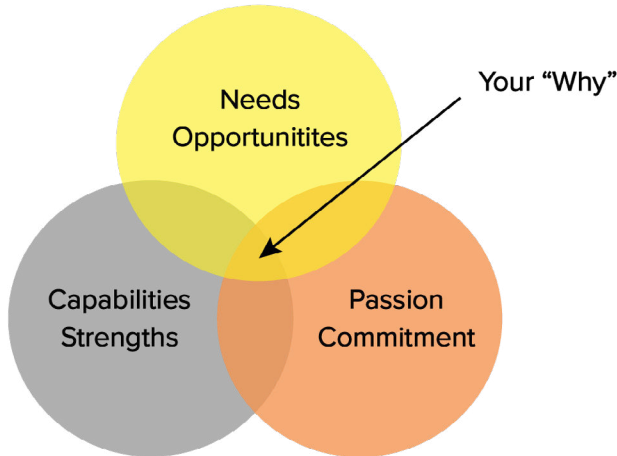 Your “Why”
Needs
Opportunitites
Capabilities
Strengths
Passion
Commitment